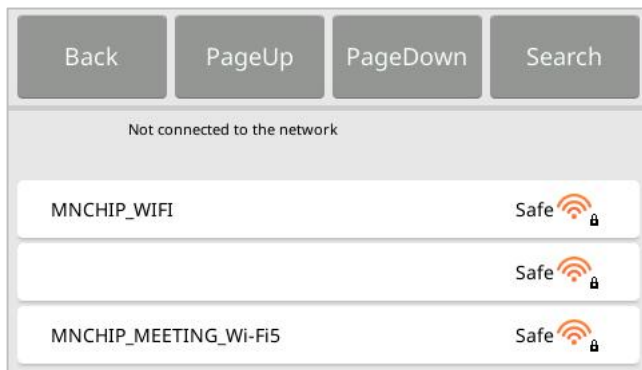 Back PageUp PageDown Search
Not connected to the network
MNCHIP_WIFI Safe
Safe
MNCHIP_MEETING_Wi-Fi5 Safe